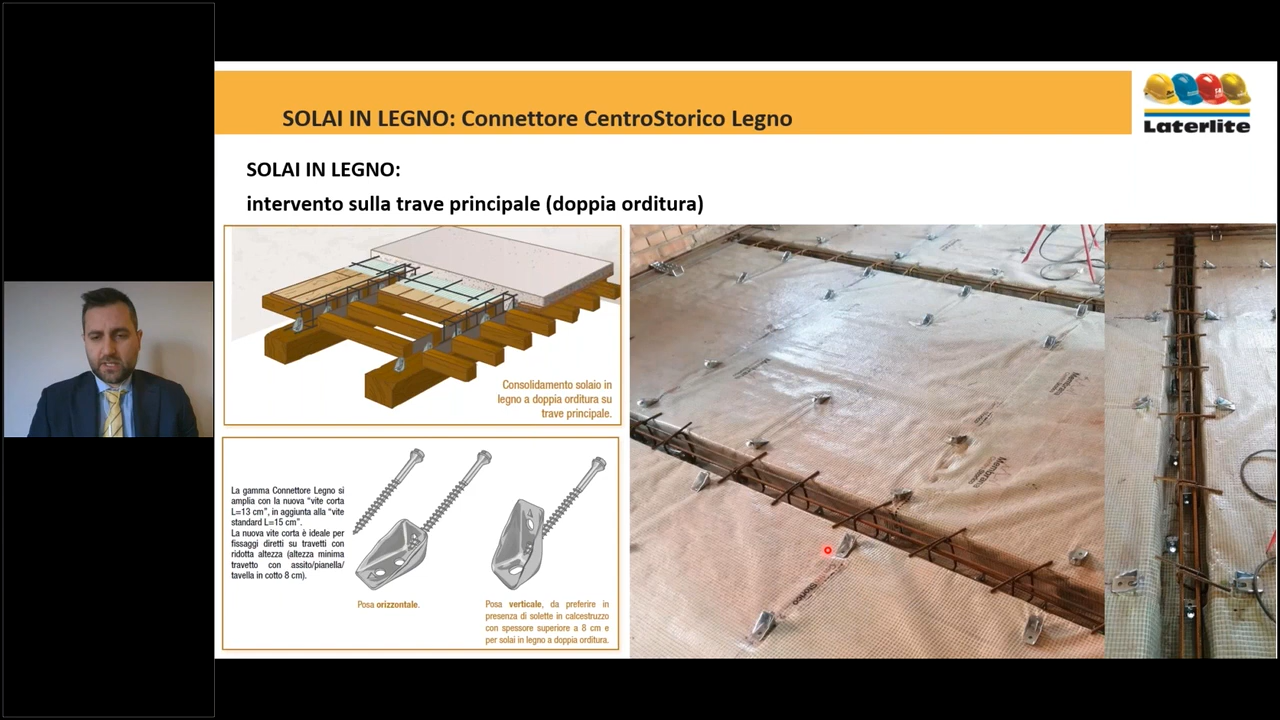 SOLAI IN LEGNO: Connettore CentroStorico Legno
Laterlite
SOLAI IN LEGNO:
intervento sulla trave principale (doppia orditura)
Consolidamento solaio in
legno a doppia orditura su
trave principale.
La gamma Connettore Legno si
amplia con la nuova “vite corta
L=13 cm”, in aggiunta alla “vite
standard L=15 cm”.
La nuova vite corta è ideale per
fissaggi diretti su travetti con
ridotta altezza (altezza minima
travetto con assito/pianella/
tavella in cotto 8 cm).
Posa orizzontale.
Posa verticale, da preferire in
presenza di solette in calcestruzzo
con spessore superiore a 8 cm e
per solai in legno a doppia orditura.